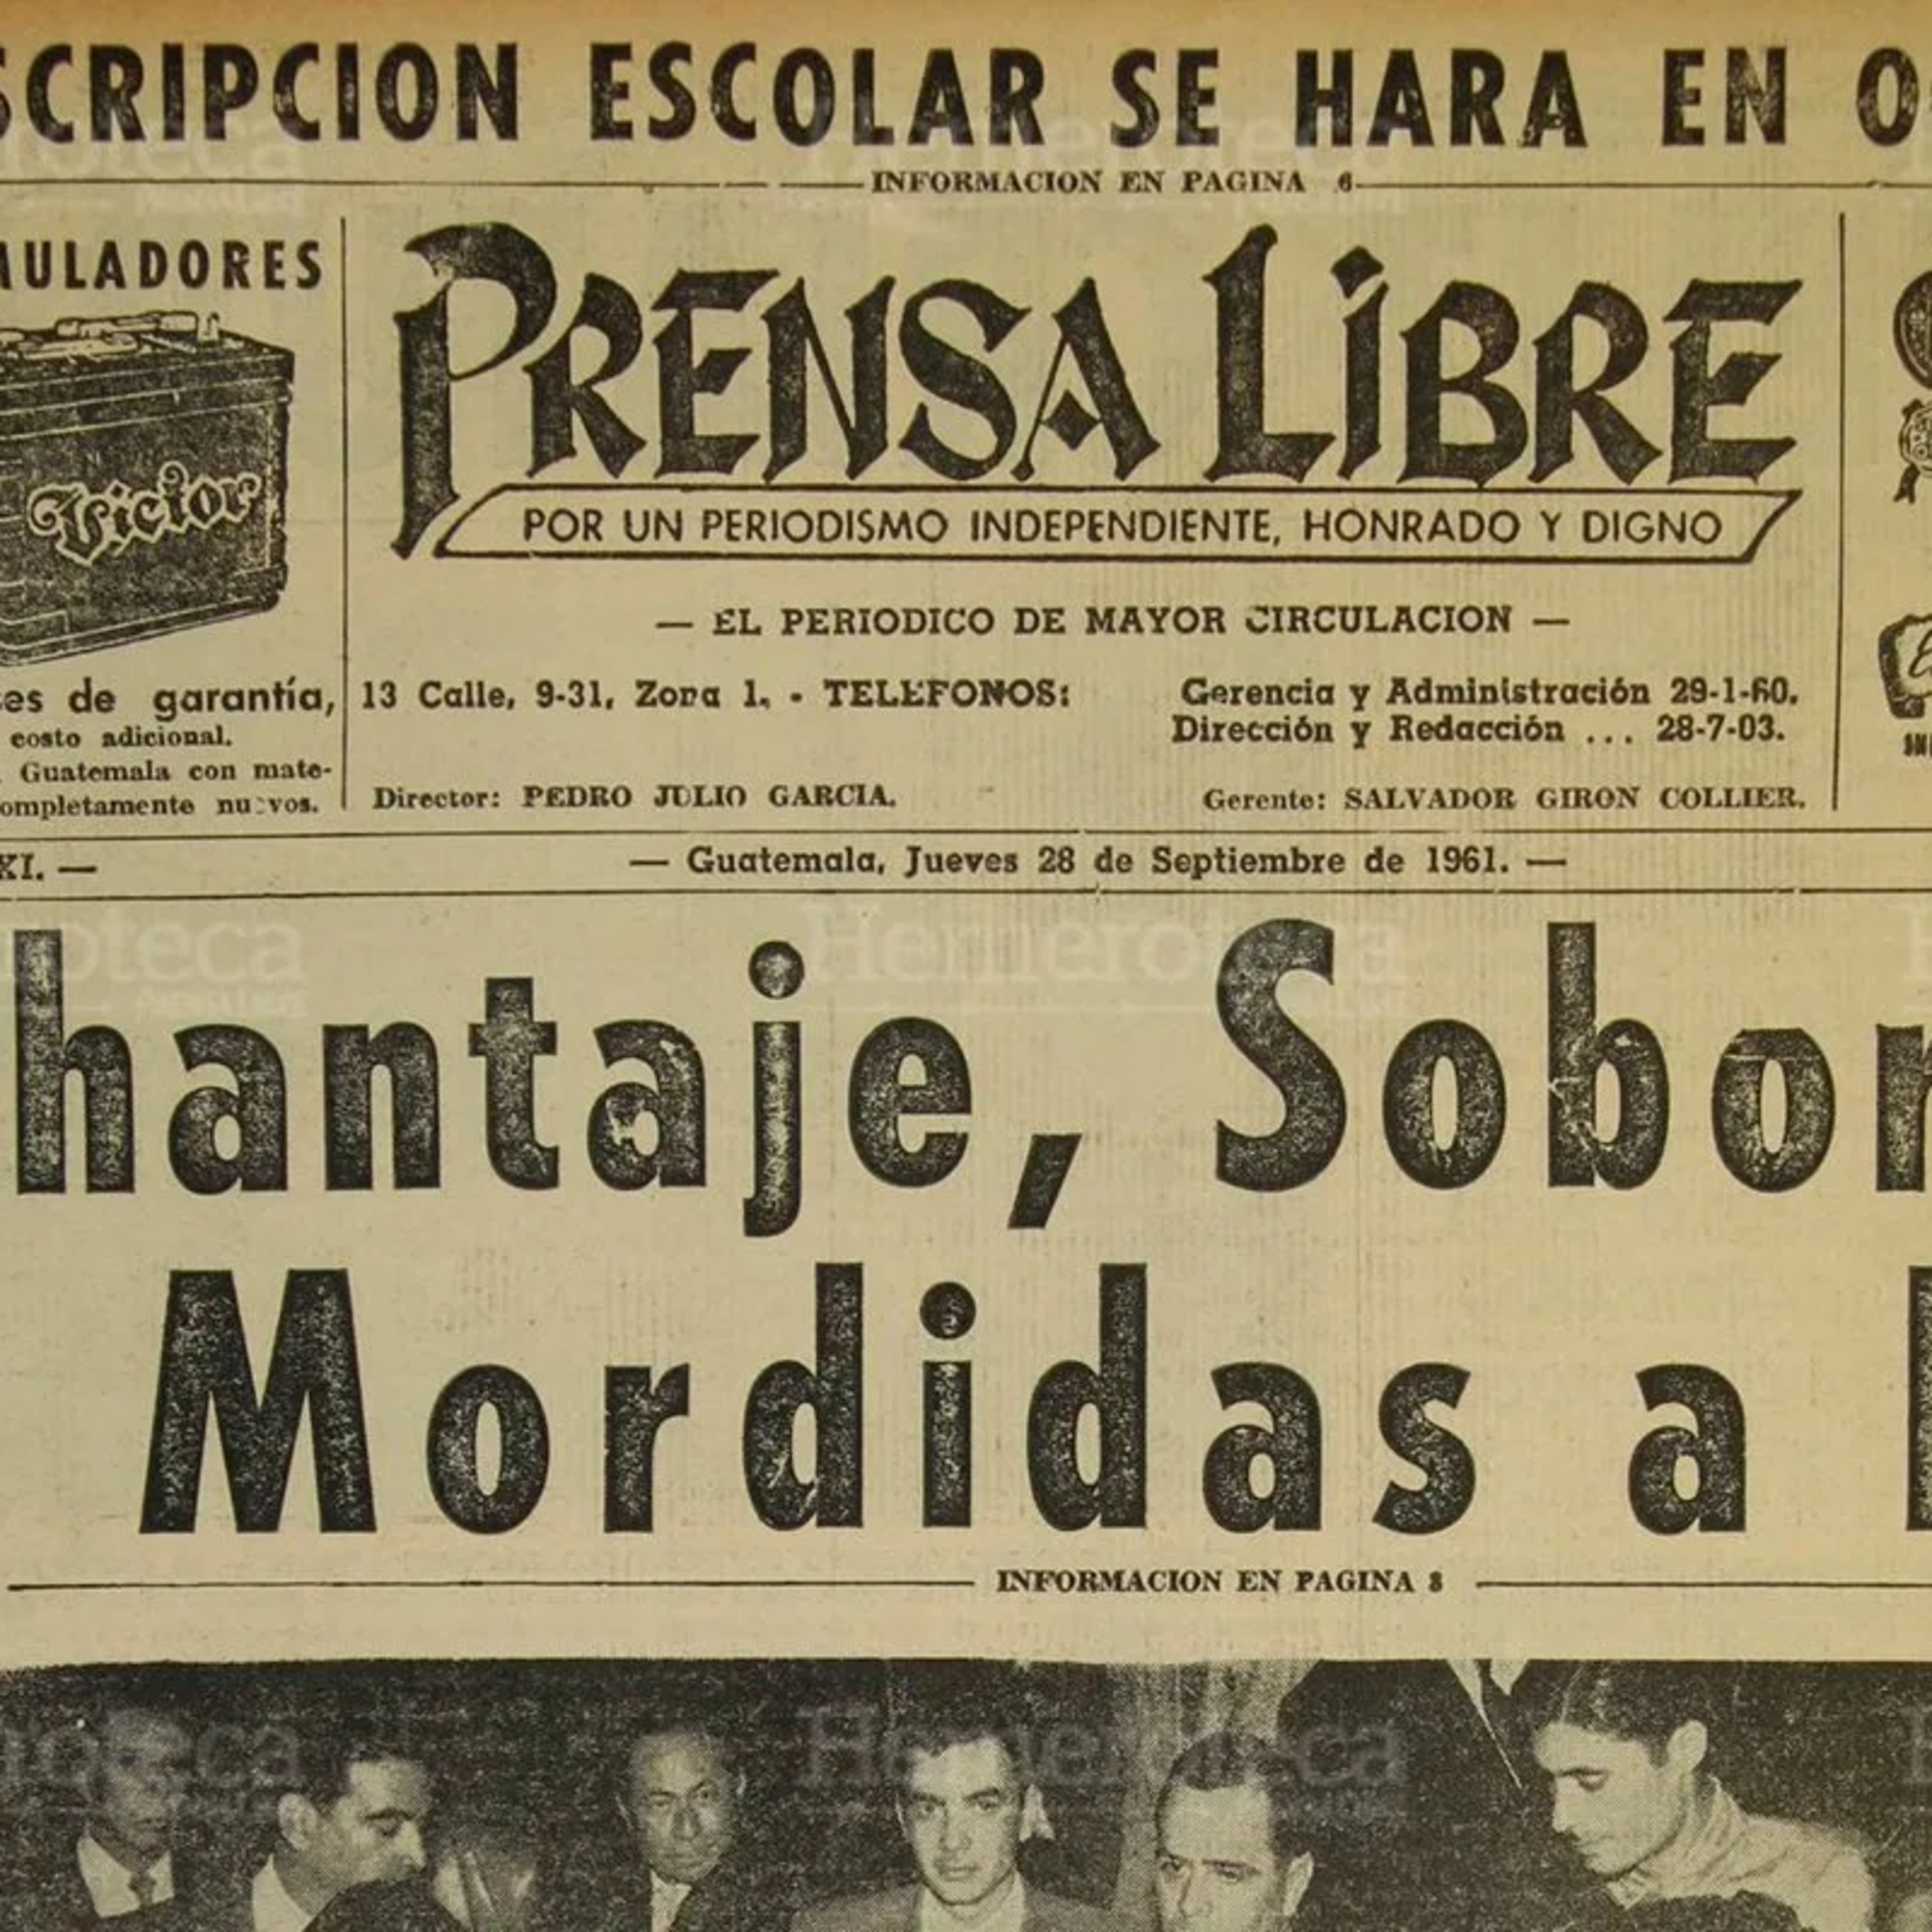 SCRIPCION ESCOLAR SE HARA EN O
INFORMACION EN PAGINA 6
MULADORES
Victor
es de garantía,
costo adicional.
Guatemala con mate-
ompletamente nuevos.
PRENSA LIBRE
POR UN PERIODISMO INDEPENDIENTE, HONRADO Y DIGNO
— EL PERIODICO DE MAYOR CIRCULACION —
13 Calle, 9-31, Zona 1. - TELEFONOS:
Gerencia y Administración 29-1-60.
Dirección y Redacción ... 28-7-03.
Director: PEDRO JULIO GARCIA.
Gerente: SALVADOR GIRON COLLIER.
XI. —
— Guatemala, Jueves 28 de Septiembre de 1961. —
hantaje, Sobor
Mordidas a
INFORMACION EN PAGINA 8
Hemeroteca